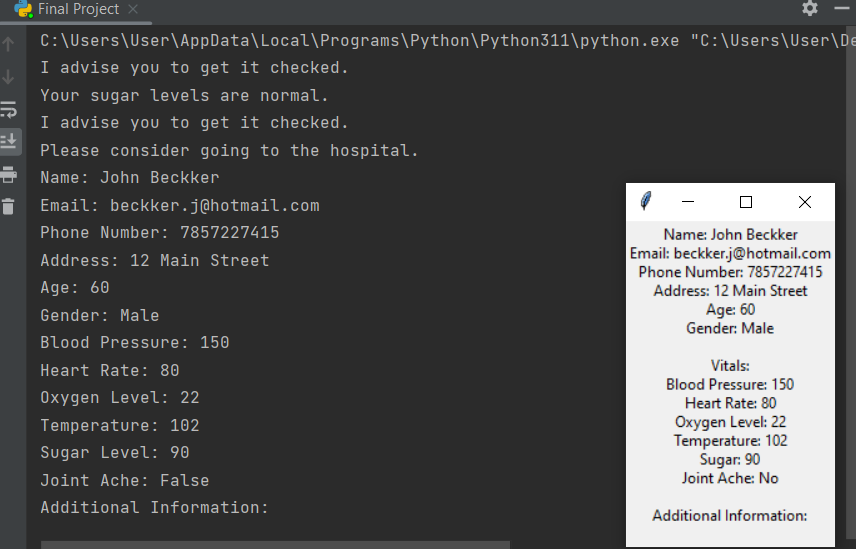 Final Project
C:\Users\User\AppData\Local\Programs\Python\Python311\python.exe "C:\Users\User\De
I advise you to get it checked.
Your sugar levels are normal.
I advise you to get it checked.
Please consider going to the hospital.
Name: John Beckker
Email: beckker.j@hotmail.com
Phone Number: 7857227415
Address: 12 Main Street
Age: 60
Gender: Male
Blood Pressure: 150
Heart Rate: 80
Oxygen Level: 22
Temperature: 102
Sugar Level: 90
Joint Ache: False
Additional Information:
Name: John Beckker
Email: beckker.j@hotmail.com
Phone Number: 7857227415
Address: 12 Main Street
Age: 60
Gender: Male
Vitals:
Blood Pressure: 150
Heart Rate: 80
Oxygen Level: 22
Temperature: 102
Sugar: 90
Joint Ache: No
Additional Information: